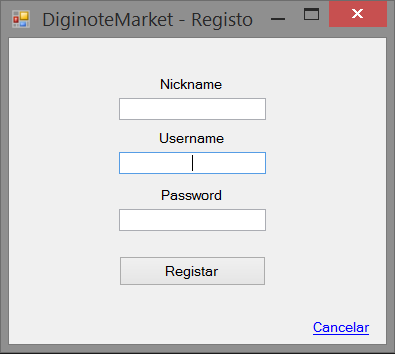 DiginoteMarket - Registo
Nickname
Username
Password
Registar
Cancelar